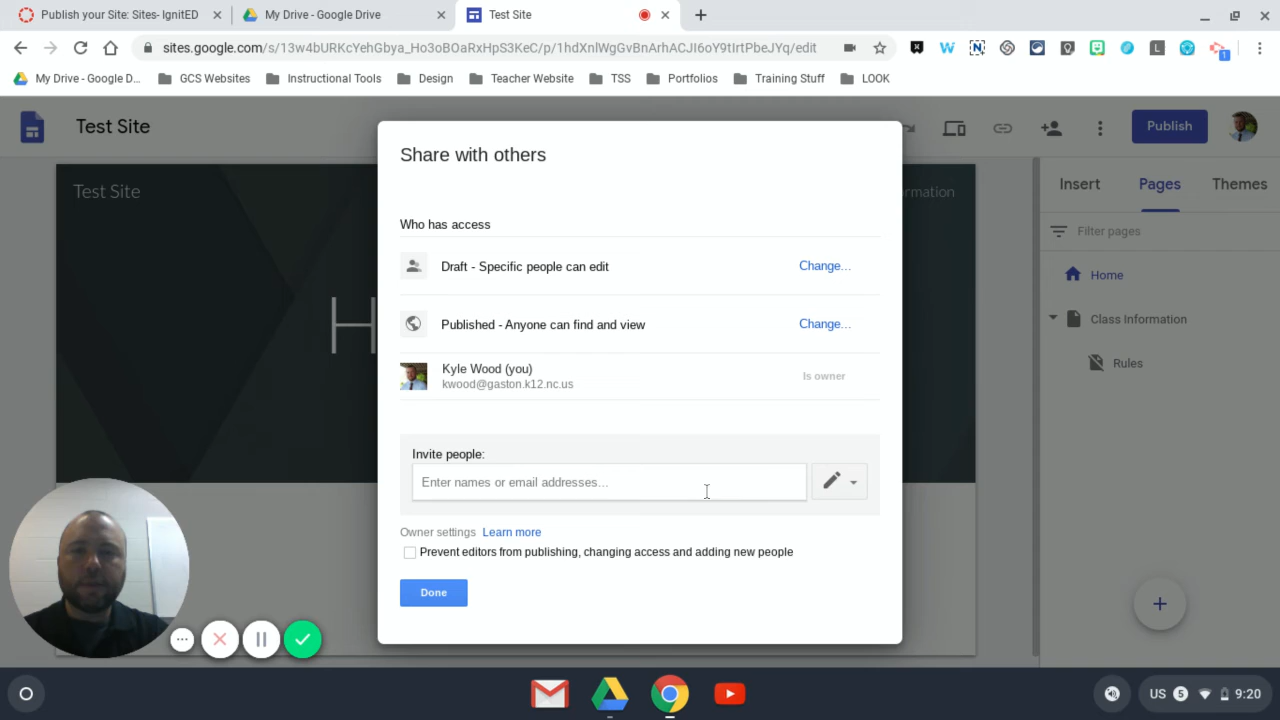 Publish your Site: Sites- IgnitED
My Drive - Google Drive
Test Site
sites.google.com/s/13w4bURKcYehGbya_Ho3oBOaRxHpS3KeC/p/1hdXnlWgGvBnArhACJI6oY9tIrtPbeJYq/edit
My Drive - Google D...
GCS Websites
Instructional Tools
Design
Teacher Website
TSS
Portfolios
Training Stuff
LOOK
Test Site
Publish
Test Site
rmation
H
Insert
Pages
Themes
Filter pages
Home
Class Information
Rules
Share with others
Who has access
Draft - Specific people can edit
Change...
Published - Anyone can find and view
Change...
Kyle Wood (you)
kwood@gaston.k12.nc.us
Is owner
Invite people:
Enter names or email addresses...
Owner settings Learn more
Prevent editors from publishing, changing access and adding new people
Done
US
5
9:20